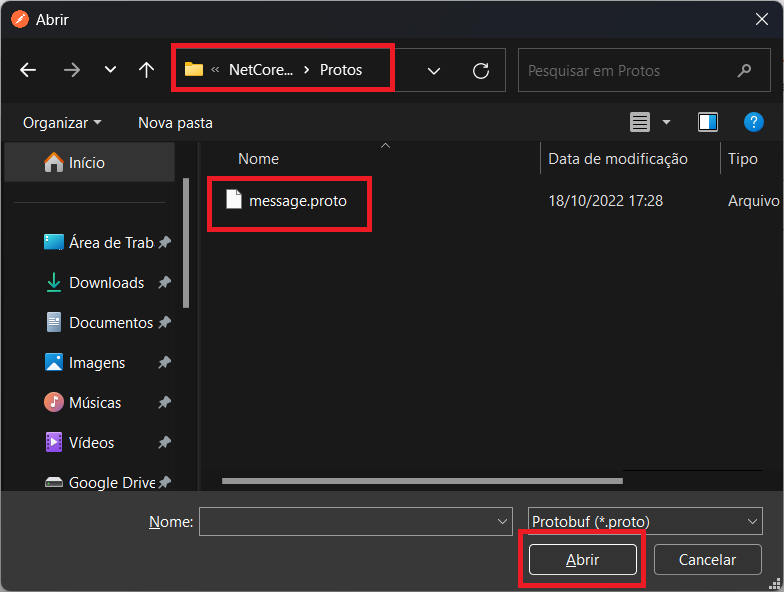 Abrir
« NetCore... › Protos
Pesquisar em Protos
Organizar
Nova pasta
?
Início
Nome
Data de modificação
Tipo
message.proto
18/10/2022 17:28
Arquivo
Área de Trab
Downloads
Documentos
Imagens
Músicas
Vídeos
Google Drive
Nome:
Protobuf (*.proto)
Abrir
Cancelar